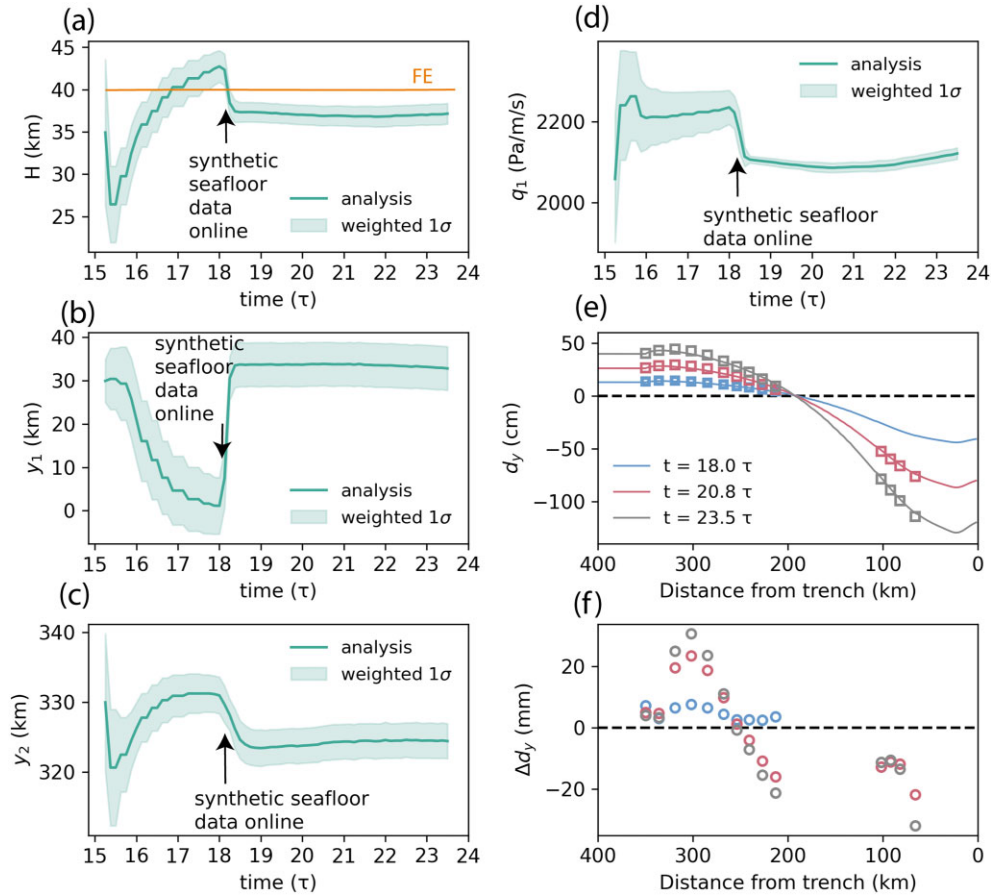 (a)
45
40
35
30
25
H (km)
FE
synthetic
seafloor
data
online
analysis
weighted 1σ
15 16 17 18 19 20 21 22 23 24
time (τ)
(b)
40
30
20
10
0
y₁ (km)
synthetic
seafloor
data
online
analysis
weighted 1σ
15 16 17 18 19 20 21 22 23 24
time (τ)
(c)
340
330
320
y₂ (km)
analysis
weighted 1σ
synthetic seafloor
data online
15 16 17 18 19 20 21 22 23 24
time (τ)
(d)
2200
2000
q₁ (Pa/m/s)
analysis
weighted 1σ
synthetic seafloor
data online
15 16 17 18 19 20 21 22 23 24
time (τ)
(e)
50
0
−50
−100
d_y (cm)
t = 18.0 τ
t = 20.8 τ
t = 23.5 τ
400 300 200 100 0
Distance from trench (km)
(f)
20
0
−20
Δd_y (mm)
400 300 200 100 0
Distance from trench (km)